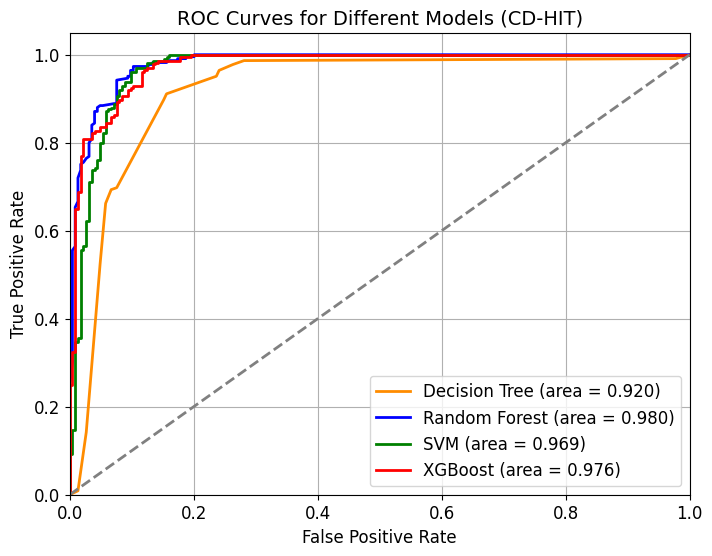 ROC Curves for Different Models (CD-HIT)
True Positive Rate
1.0
0.8
0.6
0.4
0.2
0.0
0.0 0.2 0.4 0.6 0.8 1.0
False Positive Rate
Decision Tree (area = 0.920)
Random Forest (area = 0.980)
SVM (area = 0.969)
XGBoost (area = 0.976)